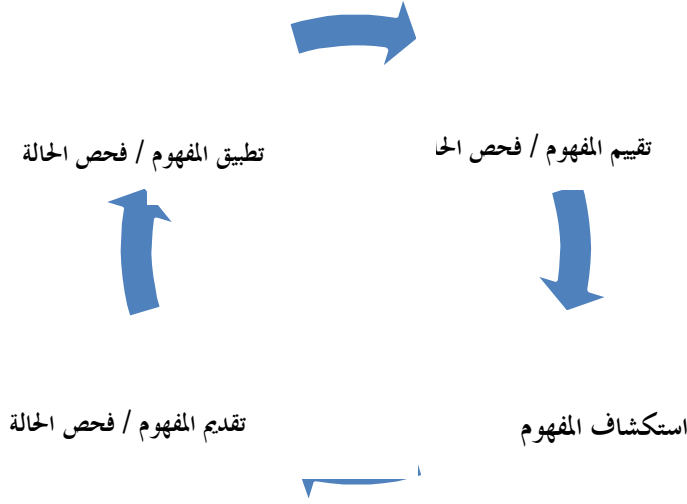 تقييم المفهوم / فحص الحا
تطبيق المفهوم / فحص الحالة
استكشاف المفهوم
تقديم المفهوم / فحص الحالة